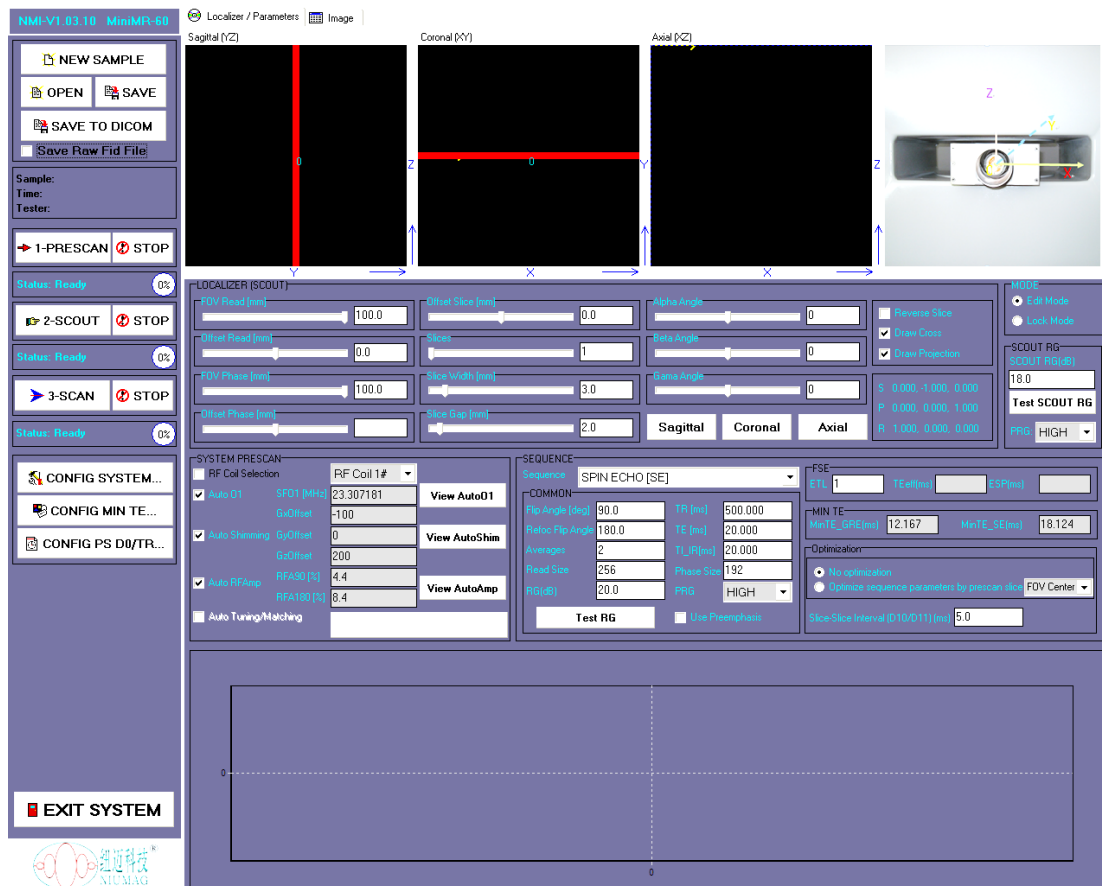 NMI-V1.03.10 MiniMR-60
Localizer / Parameters Image
NEW SAMPLE
OPEN SAVE
SAVE TO DICOM
Save Raw Fid File
Sample:
Time:
Tester:
1-PRESCAN STOP
Status: Ready 0%
2-SCOUT STOP
Status: Ready 0%
3-SCAN STOP
Status: Ready 0%
CONFIG SYSTEM...
CONFIG MIN TE...
CONFIG PS D0/TR...
EXIT SYSTEM
纽迈科技®
NIUMAG
Sagittal (YZ) Coronal (XY) Axial (XZ)
0 Z Y
0 Y X
Z X
Z Y. X.
LOCALIZER (SCOUT)
FOV Read [mm] 100.0
Offset Read [mm] 0.0
FOV Phase [mm] 100.0
Offset Phase [mm]
Offset Slice [mm] 0.0
Slices 1
Slice Width [mm] 3.0
Slice Gap [mm] 2.0
Alpha Angle 0
Beta Angle 0
Gama Angle 0
Sagittal Coronal Axial
Reverse Slice
Draw Cross
Draw Projection
S 0.000,-1.000, 0.000
P 0.000, 0.000, 1.000
R 1.000, 0.000, 0.000
MODE
Edit Mode
Lock Mode
SCOUT RG
SCOUT RG(dB)
18.0
Test SCOUT RG
PRG: HIGH
SYSTEM PRESCAN
RF Coil Selection RF Coil 1#
Auto O1 SFO1 [MHz] 23.307181 View AutoO1
GxOffset -100
Auto Shimming GyOffset 0 View AutoShim
GzOffset 200
Auto RFAmp RFA90 [%] 4.4 View AutoAmp
RFA180 [%] 8.4
Auto Tuning/Matching
SEQUENCE
Sequence SPIN ECHO [SE]
COMMON
Flip Angle [deg] 90.0 TR [ms] 500.000
Refoc Flip Angle 180.0 TE [ms] 20.000
Averages 2 TI_IR[ms] 20.000
Read Size 256 Phase Size 192
RG(dB) 20.0 PRG HIGH
Test RG Use Preemphasis
FSE
ETL 1 TEeff(ms) ESP(ms)
MIN TE
MinTE_GRE(ms) 12.167 MinTE_SE(ms) 18.124
Optimization
No optimization
Optimize sequence parameters by prescan slice FOV Center
Slice-Slice Interval (D10/D11) (ms) 5.0
0
0